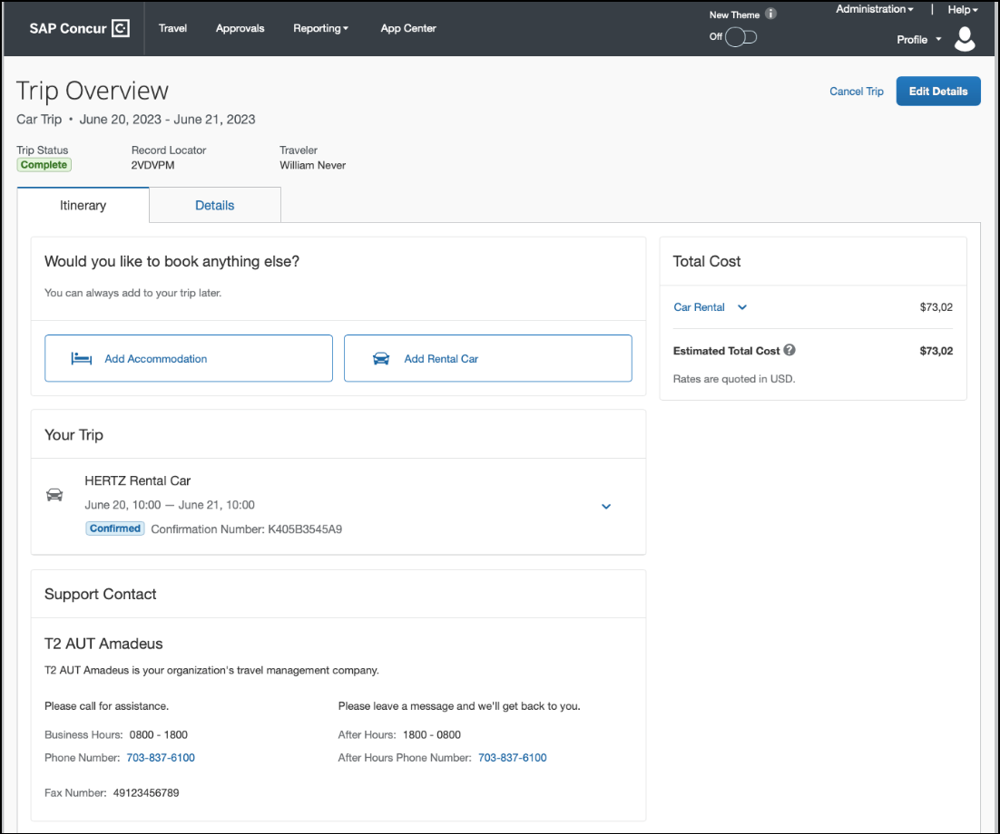 SAP Concur C
Travel Approvals Reporting App Center
New Theme i
Off
Administration | Help
Profile
Trip Overview
Cancel Trip Edit Details
Car Trip • June 20, 2023 - June 21, 2023
Trip Status Record Locator Traveler
Complete 2VDVPM William Never
Itinerary Details
Would you like to book anything else?
You can always add to your trip later.
Add Accommodation Add Rental Car
Total Cost
Car Rental $73,02
Estimated Total Cost ? $73,02
Rates are quoted in USD.
Your Trip
HERTZ Rental Car
June 20, 10:00 — June 21, 10:00
Confirmed Confirmation Number: K405B3545A9
Support Contact
T2 AUT Amadeus
T2 AUT Amadeus is your organization's travel management company.
Please call for assistance. Please leave a message and we'll get back to you.
Business Hours: 0800 - 1800 After Hours: 1800 - 0800
Phone Number: 703-837-6100 After Hours Phone Number: 703-837-6100
Fax Number: 49123456789